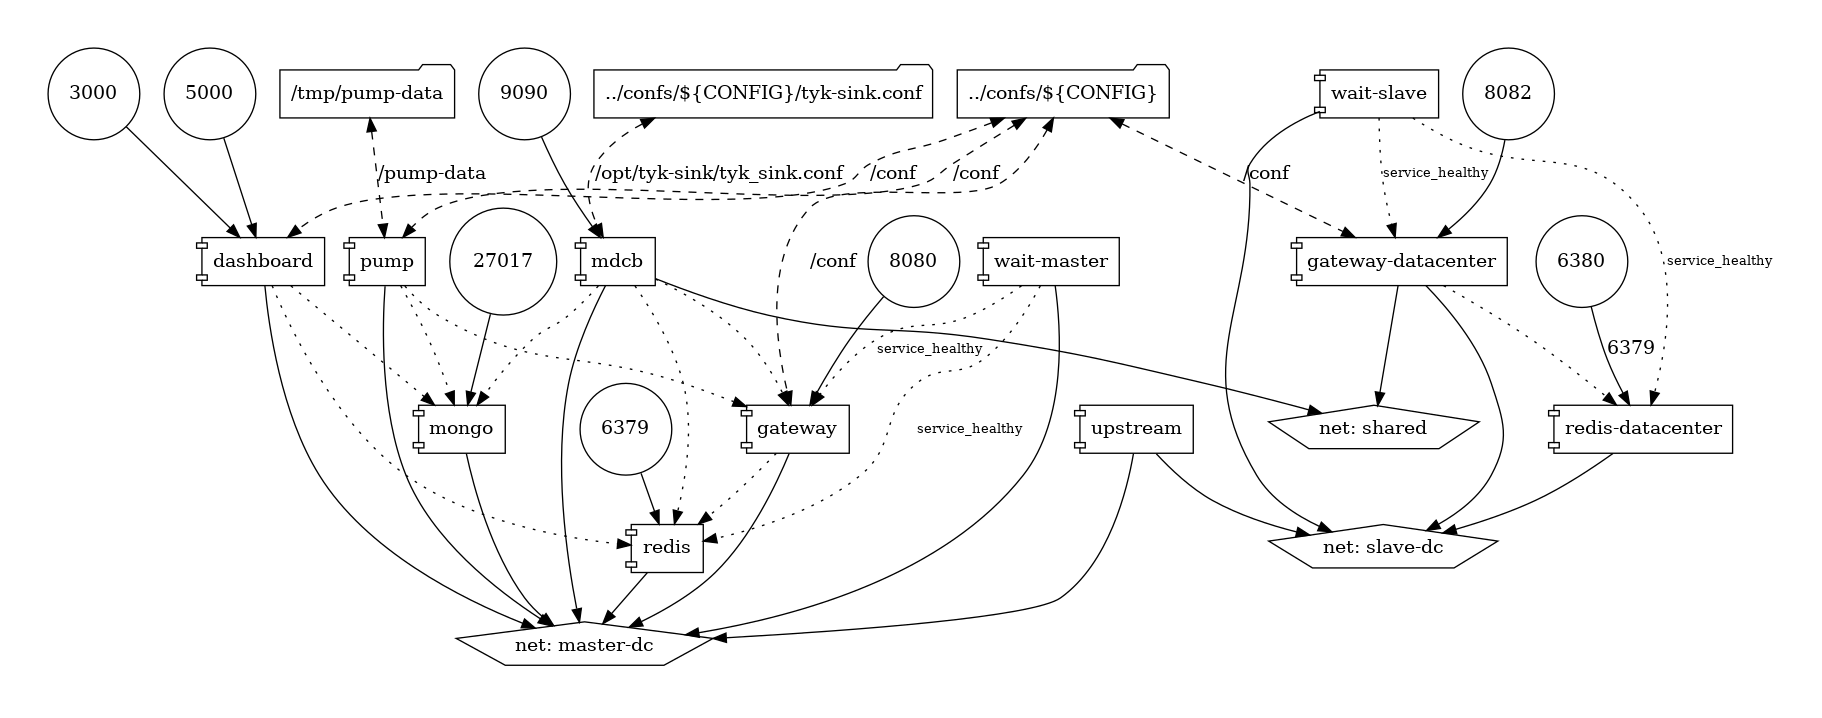 3000
5000
/tmp/pump-data
9090
../confs/${CONFIG}/tyk-sink.conf
../confs/${CONFIG}
wait-slave
8082
/pump-data
/opt/tyk-sink/tyk_sink.conf
/conf
/conf
/conf
service_healthy
dashboard
pump
27017
mdcb
/conf
8080
wait-master
gateway-datacenter
6380
service_healthy
service_healthy
6379
mongo
6379
gateway
service_healthy
upstream
net: shared
redis-datacenter
redis
net: slave-dc
net: master-dc